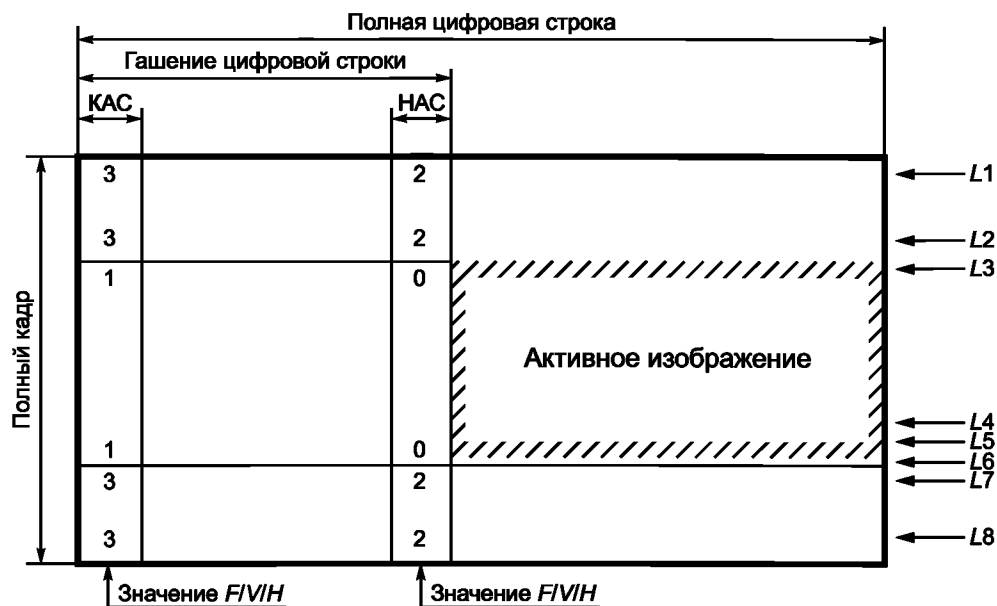 Полная цифровая строка
Гашение цифровой строки
КАС
НАС
3 2 L1
3 2 L2
1 0 L3
Полный кадр
Активное изображение
L4
1 0 L5
L6
3 2 L7
3 2 L8
Значение F/V/H
Значение F/V/H